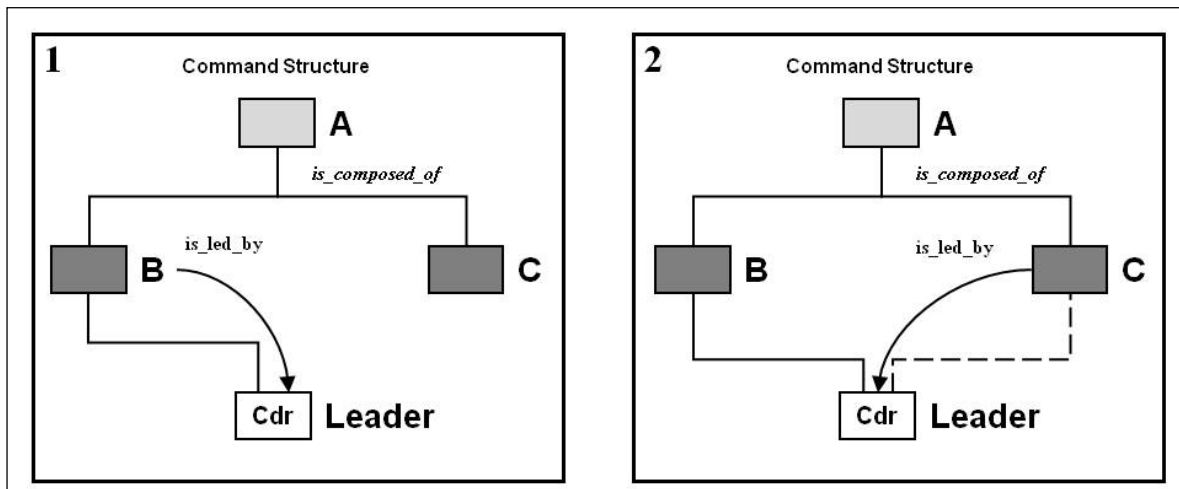 1
Command Structure
A
is_composed_of
B
is_led_by
C
Cdr Leader
2
Command Structure
A
is_composed_of
B
is_led_by
C
Cdr Leader